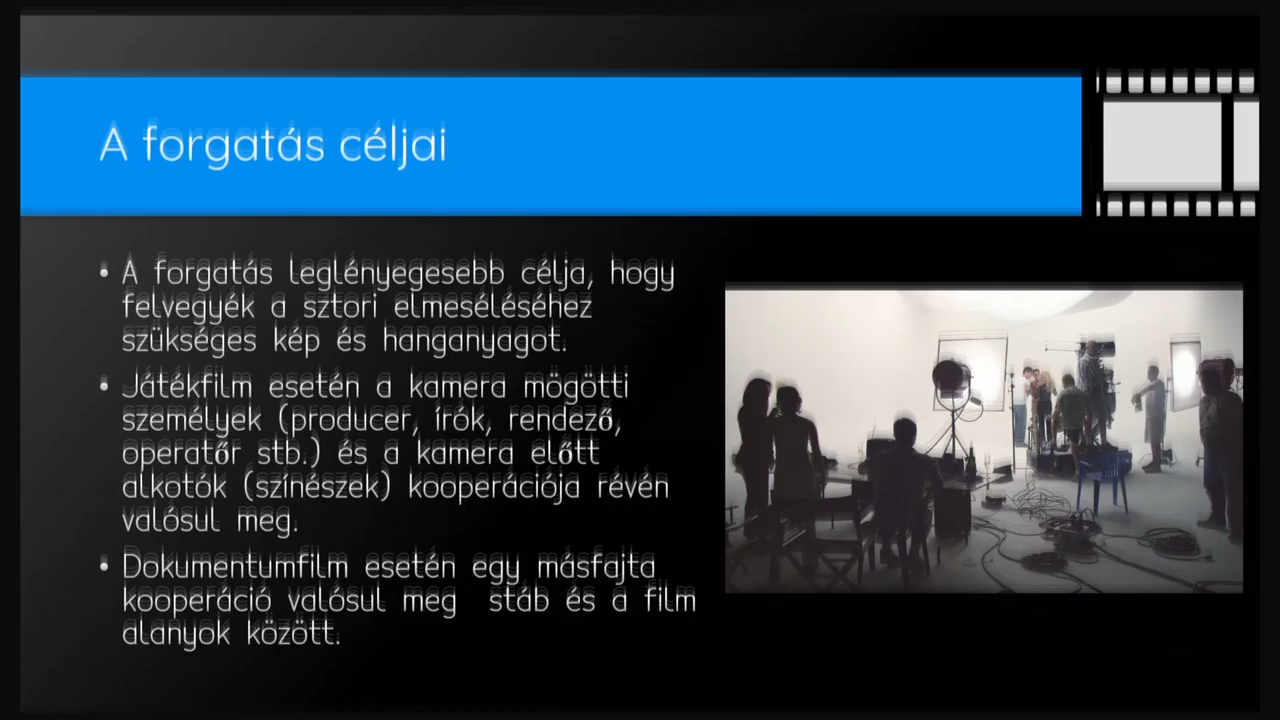 A forgatás céljai
• A forgatás leglényegesebb célja, hogy
felvegyék a sztori elmeséléséhez
szükséges kép és hanganyagot.
• Játékfilm esetén a kamera mögötti
személyek (producer, írók, rendező,
operatőr stb.) és a kamera előtt
alkotók (színészek) kooperációja révén
valósul meg.
• Dokumentumfilm esetén egy másfajta
kooperáció valósul meg stáb és a film
alanyok között.